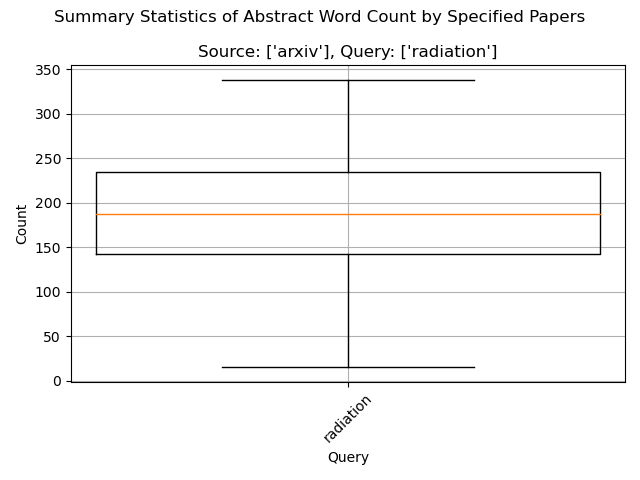 Summary Statistics of Abstract Word Count by Specified Papers
Source: ['arxiv'], Query: ['radiation']
350
300
250
200
150
100
50
0
Count
radiation
Query